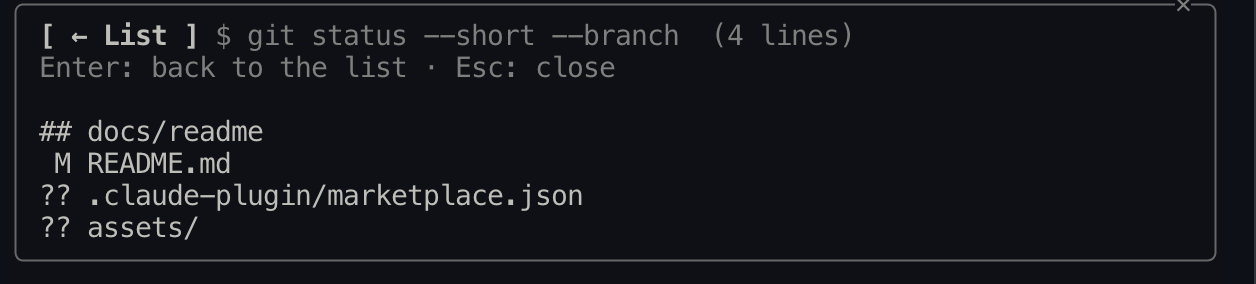 [ ← List ] $ git status --short --branch  (4 lines)
Enter: back to the list · Esc: close

## docs/readme
 M README.md
?? .claude-plugin/marketplace.json
?? assets/